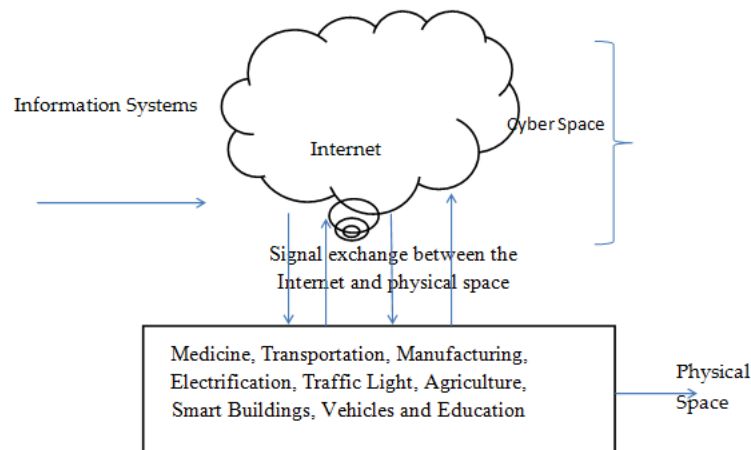 Information Systems
Internet
Cyber Space
Signal exchange between the
Internet and physical space
Medicine, Transportation, Manufacturing,
Electrification, Traffic Light, Agriculture,
Smart Buildings, Vehicles and Education
Physical
Space